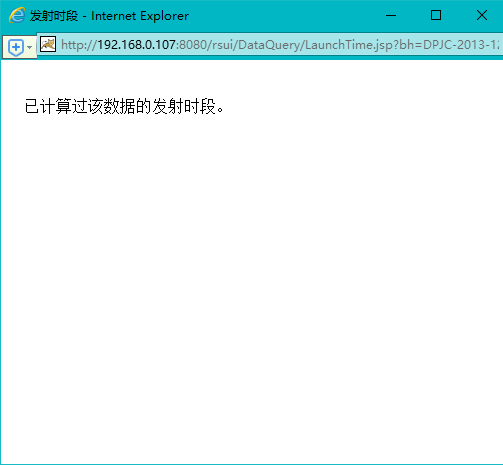 发射时段 - Internet Explorer
http://192.168.0.107:8080/rsui/DataQuery/LaunchTime.jsp?bh=DPJC-2013-12
已计算过该数据的发射时段。